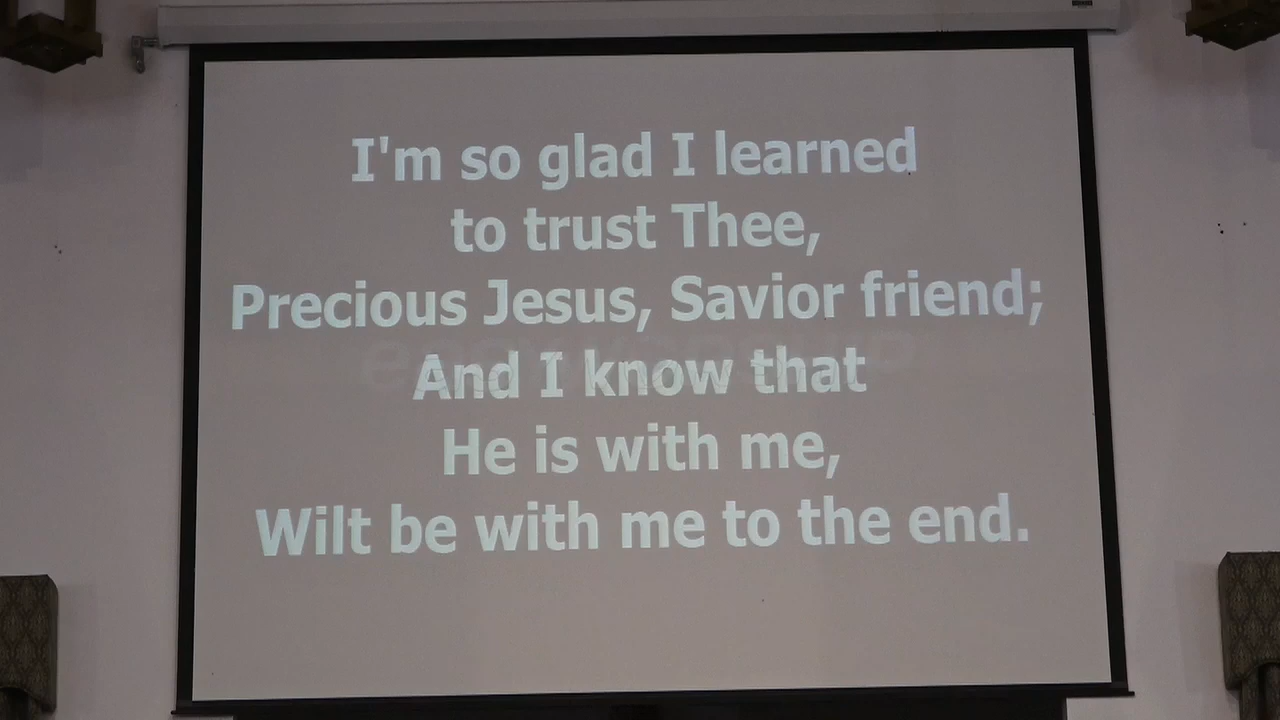 I'm so glad I learned
to trust Thee,
Precious Jesus, Savior friend;
And I know that
He is with me,
Wilt be with me to the end.